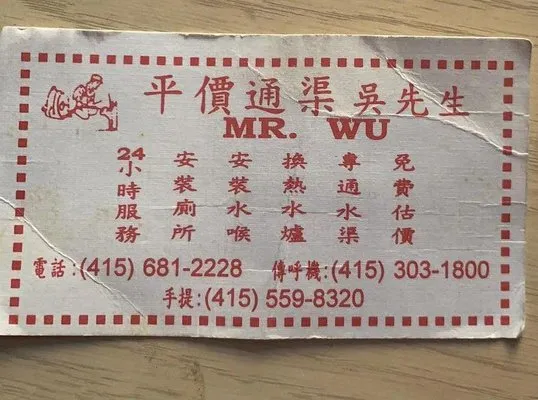 平價通渠吳先生
MR. WU
免費估價
專通水渠
換熱水爐
安裝水喉
安裝廁所
24小時服務
電話:(415) 681-2228 傳呼機:(415) 303-1800
手提:(415) 559-8320